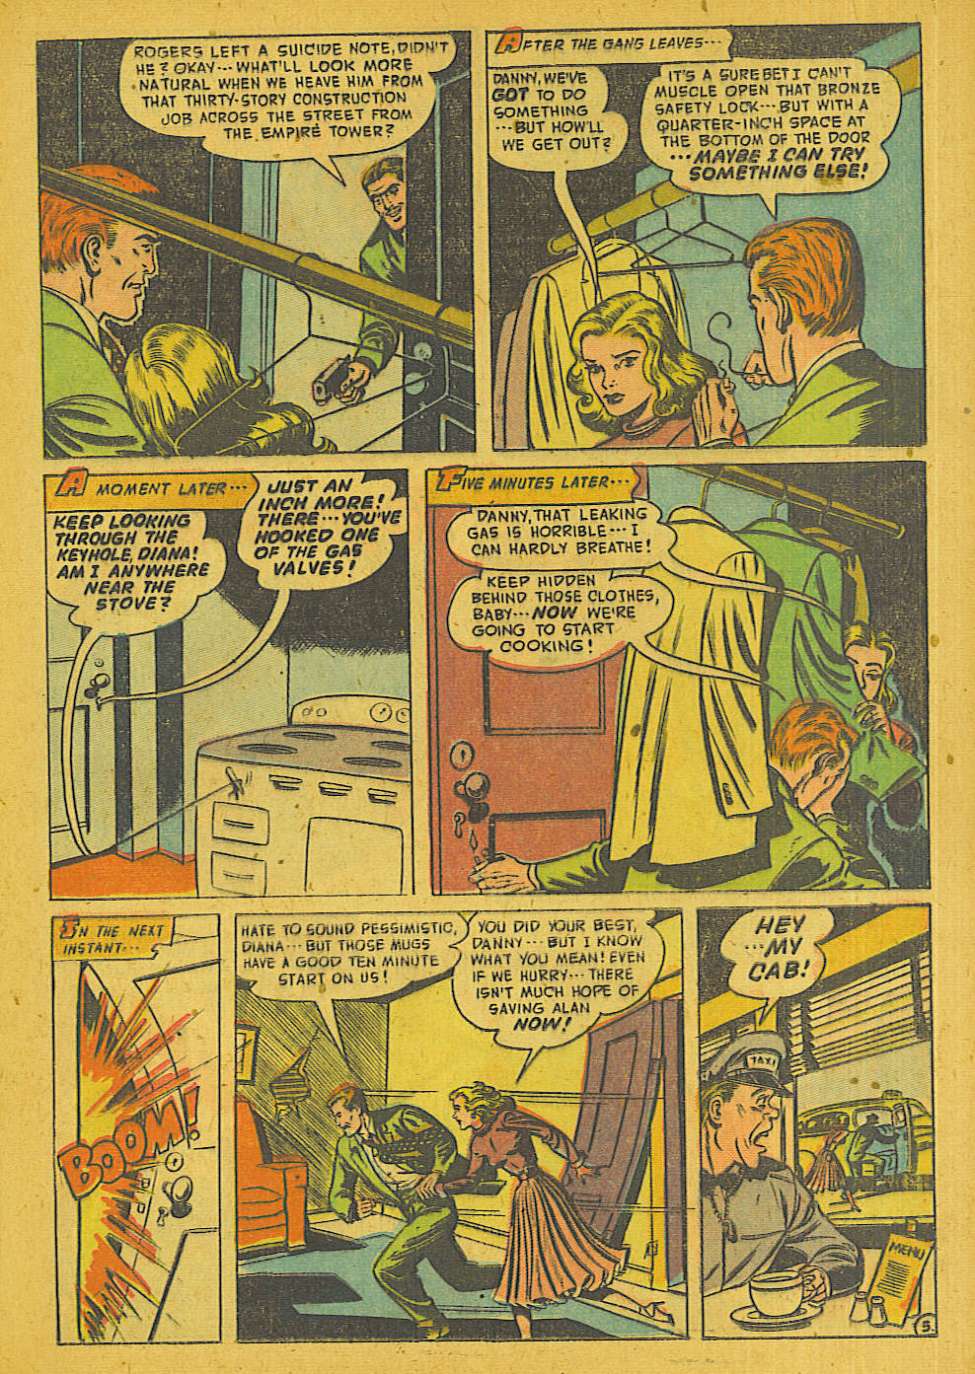 ROGERS LEFT A SUICIDE NOTE, DIDN'T
HE? OKAY--- WHAT'LL LOOK MORE
NATURAL WHEN WE HEAVE HIM FROM
THAT THIRTY-STORY CONSTRUCTION
JOB ACROSS THE STREET FROM
THE EMPIRE TOWER?
AFTER THE GANG LEAVES---
DANNY, WE'VE
GOT TO DO
SOMETHING
---BUT HOW'LL
WE GET OUT?
IT'S A SURE BET I CAN'T
MUSCLE OPEN THAT BRONZE
SAFETY LOCK--- BUT WITH A
QUARTER-INCH SPACE AT
THE BOTTOM OF THE DOOR
---MAYBE I CAN TRY
SOMETHING ELSE!
A MOMENT LATER---
KEEP LOOKING
THROUGH THE
KEYHOLE, DIANA!
AM I ANYWHERE
NEAR THE
STOVE?
JUST AN
INCH MORE!
THERE---YOU'VE
HOOKED ONE
OF THE GAS
VALVES!
FIVE MINUTES LATER---
DANNY, THAT LEAKING
GAS IS HORRIBLE--- I
CAN HARDLY BREATHE!
KEEP HIDDEN
BEHIND THOSE CLOTHES,
BABY--- NOW WE'RE
GOING TO START
COOKING!
IN THE NEXT
INSTANT---
BOOM!
HATE TO SOUND PESSIMISTIC,
DIANA--- BUT THOSE MUGS
HAVE A GOOD TEN MINUTE
START ON US!
YOU DID YOUR BEST,
DANNY--- BUT I KNOW
WHAT YOU MEAN! EVEN
IF WE HURRY--- THERE
ISN'T MUCH HOPE OF
SAVING ALAN
NOW!
HEY
---MY
CAB!
TAXI
MENU
5.